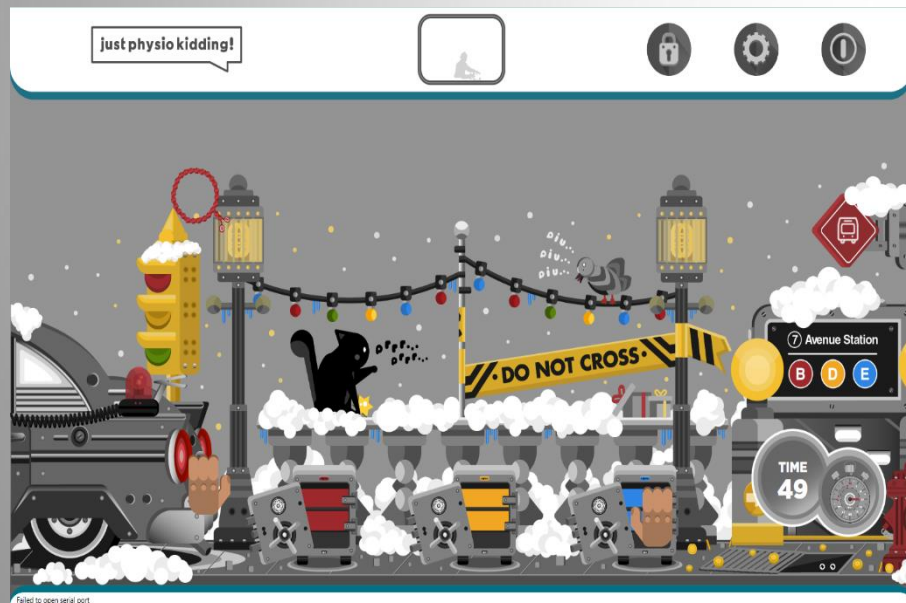 just physio kidding!
piu...
piu...
piu...
prrr...
prrr...
DO NOT CROSS
7 Avenue Station
B D E
TIME
49
Failed to open serial port